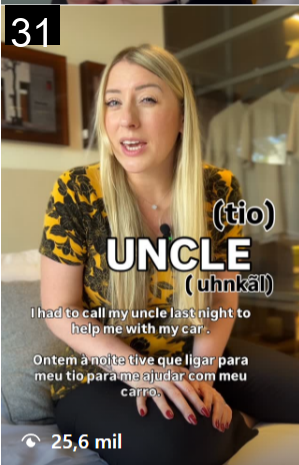 31
(tio)
UNCLE
(uhnkãl)
I had to call my uncle last night to
help me with my car.
Ontem à noite tive que ligar para
meu tio para me ajudar com meu
carro.
25,6 mil